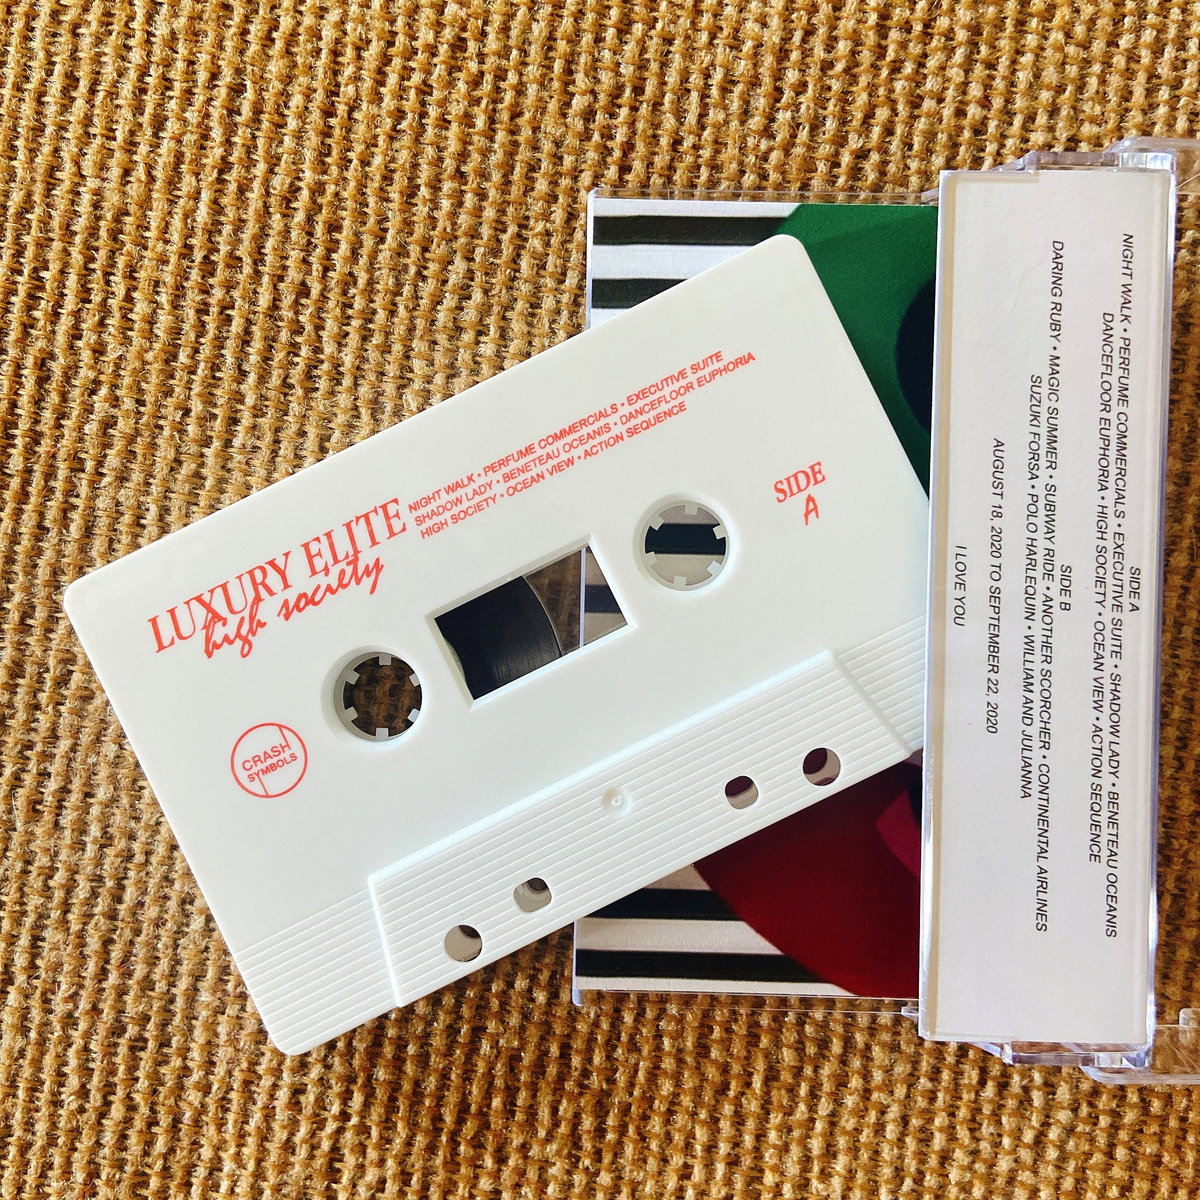 LUXURY ELITE
high society
NIGHT WALK • PERFUME COMMERCIALS • EXECUTIVE SUITE
SHADOW LADY • BENETEAU OCEANIS • DANCEFLOOR EUPHORIA
HIGH SOCIETY • OCEAN VIEW • ACTION SEQUENCE
SIDE
A
CRASH
SYMBOLS
SIDE A
NIGHT WALK • PERFUME COMMERCIALS • EXECUTIVE SUITE • SHADOW LADY • BENETEAU OCEANIS
DANCEFLOOR EUPHORIA • HIGH SOCIETY • OCEAN VIEW • ACTION SEQUENCE
SIDE B
DARING RUBY • MAGIC SUMMER • SUBWAY RIDE • ANOTHER SCORCHER • CONTINENTAL AIRLINES
SUZUKI FORSA • POLO HARLEQUIN • WILLIAM AND JULIANNA
AUGUST 18, 2020 TO SEPTEMBER 22, 2020
I LOVE YOU